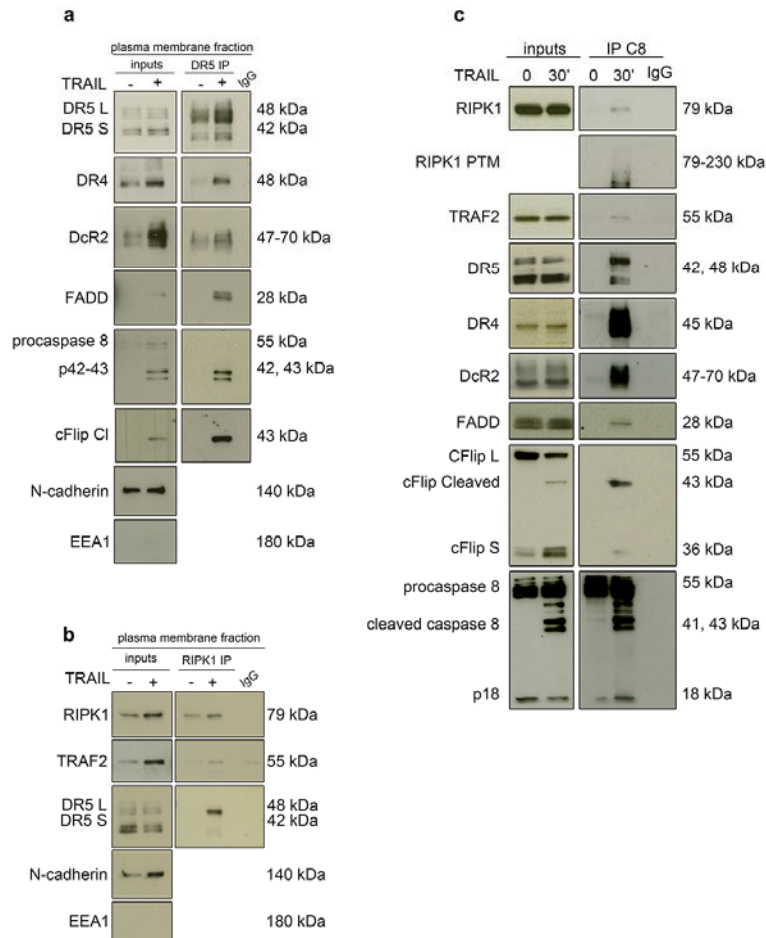 a
plasma membrane fraction
inputs DR5 IP IgG
TRAIL - + - +
DR5 L 48 kDa
DR5 S 42 kDa
DR4 48 kDa
DcR2 47-70 kDa
FADD 28 kDa
procaspase 8 55 kDa
p42-43 42, 43 kDa
cFlip Cl 43 kDa
N-cadherin 140 kDa
EEA1 180 kDa
b
plasma membrane fraction
inputs RIPK1 IP IgG
TRAIL - + - +
RIPK1 79 kDa
TRAF2 55 kDa
DR5 L 48 kDa
DR5 S 42 kDa
N-cadherin 140 kDa
EEA1 180 kDa
c
inputs IP C8
TRAIL 0 30' 0 30' IgG
RIPK1 79 kDa
RIPK1 PTM 79-230 kDa
TRAF2 55 kDa
DR5 42, 48 kDa
DR4 45 kDa
DcR2 47-70 kDa
FADD 28 kDa
CFlip L 55 kDa
cFlip Cleaved 43 kDa
cFlip S 36 kDa
procaspase 8 55 kDa
cleaved caspase 8 41, 43 kDa
p18 18 kDa